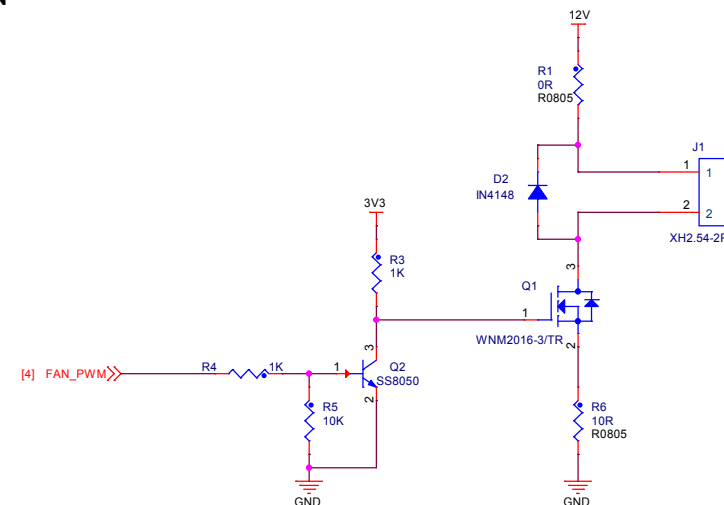 12V
R1
0R
R0805
J1
1
1
D2
IN4148
2
2
XH2.54-2P
3V3
R3
1K
3
Q1
1
WNM2016-3/TR
2
3
[4] FAN_PWM
R4
1K
1
Q2
SS8050
2
R5
10K
R6
10R
R0805
GND
GND